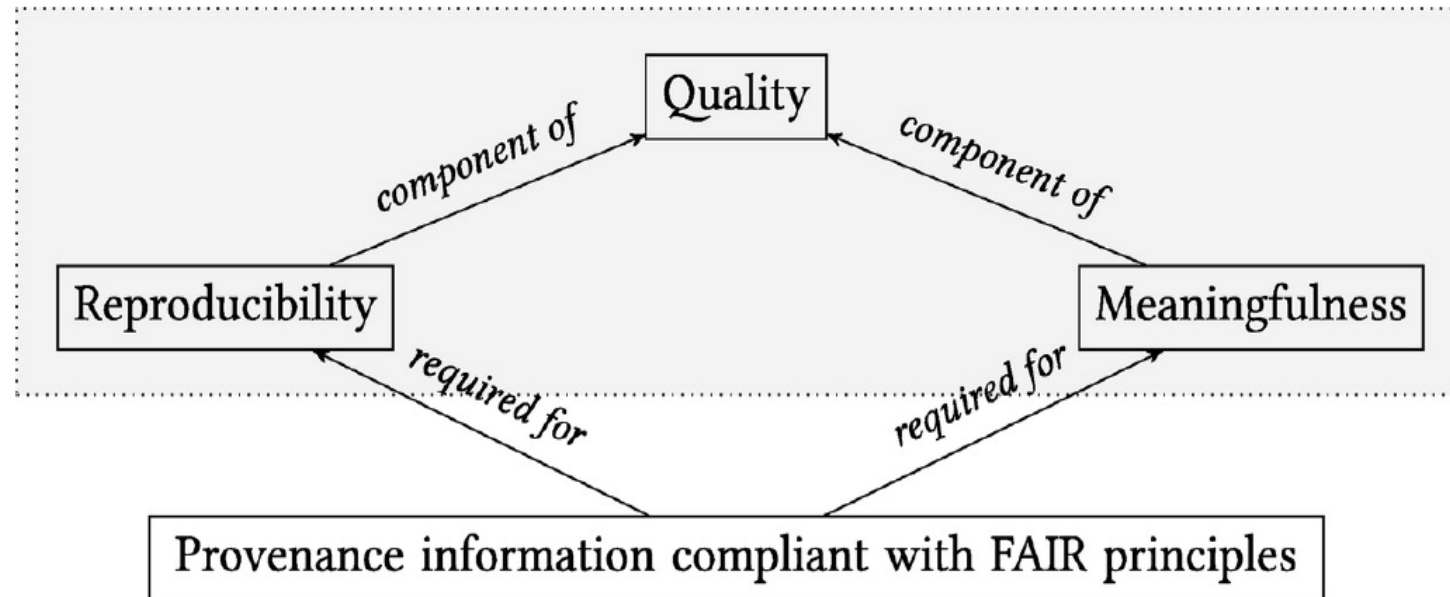 Quality
component of
component of
Reproducibility
Meaningfulness
required for
required for
Provenance information compliant with FAIR principles